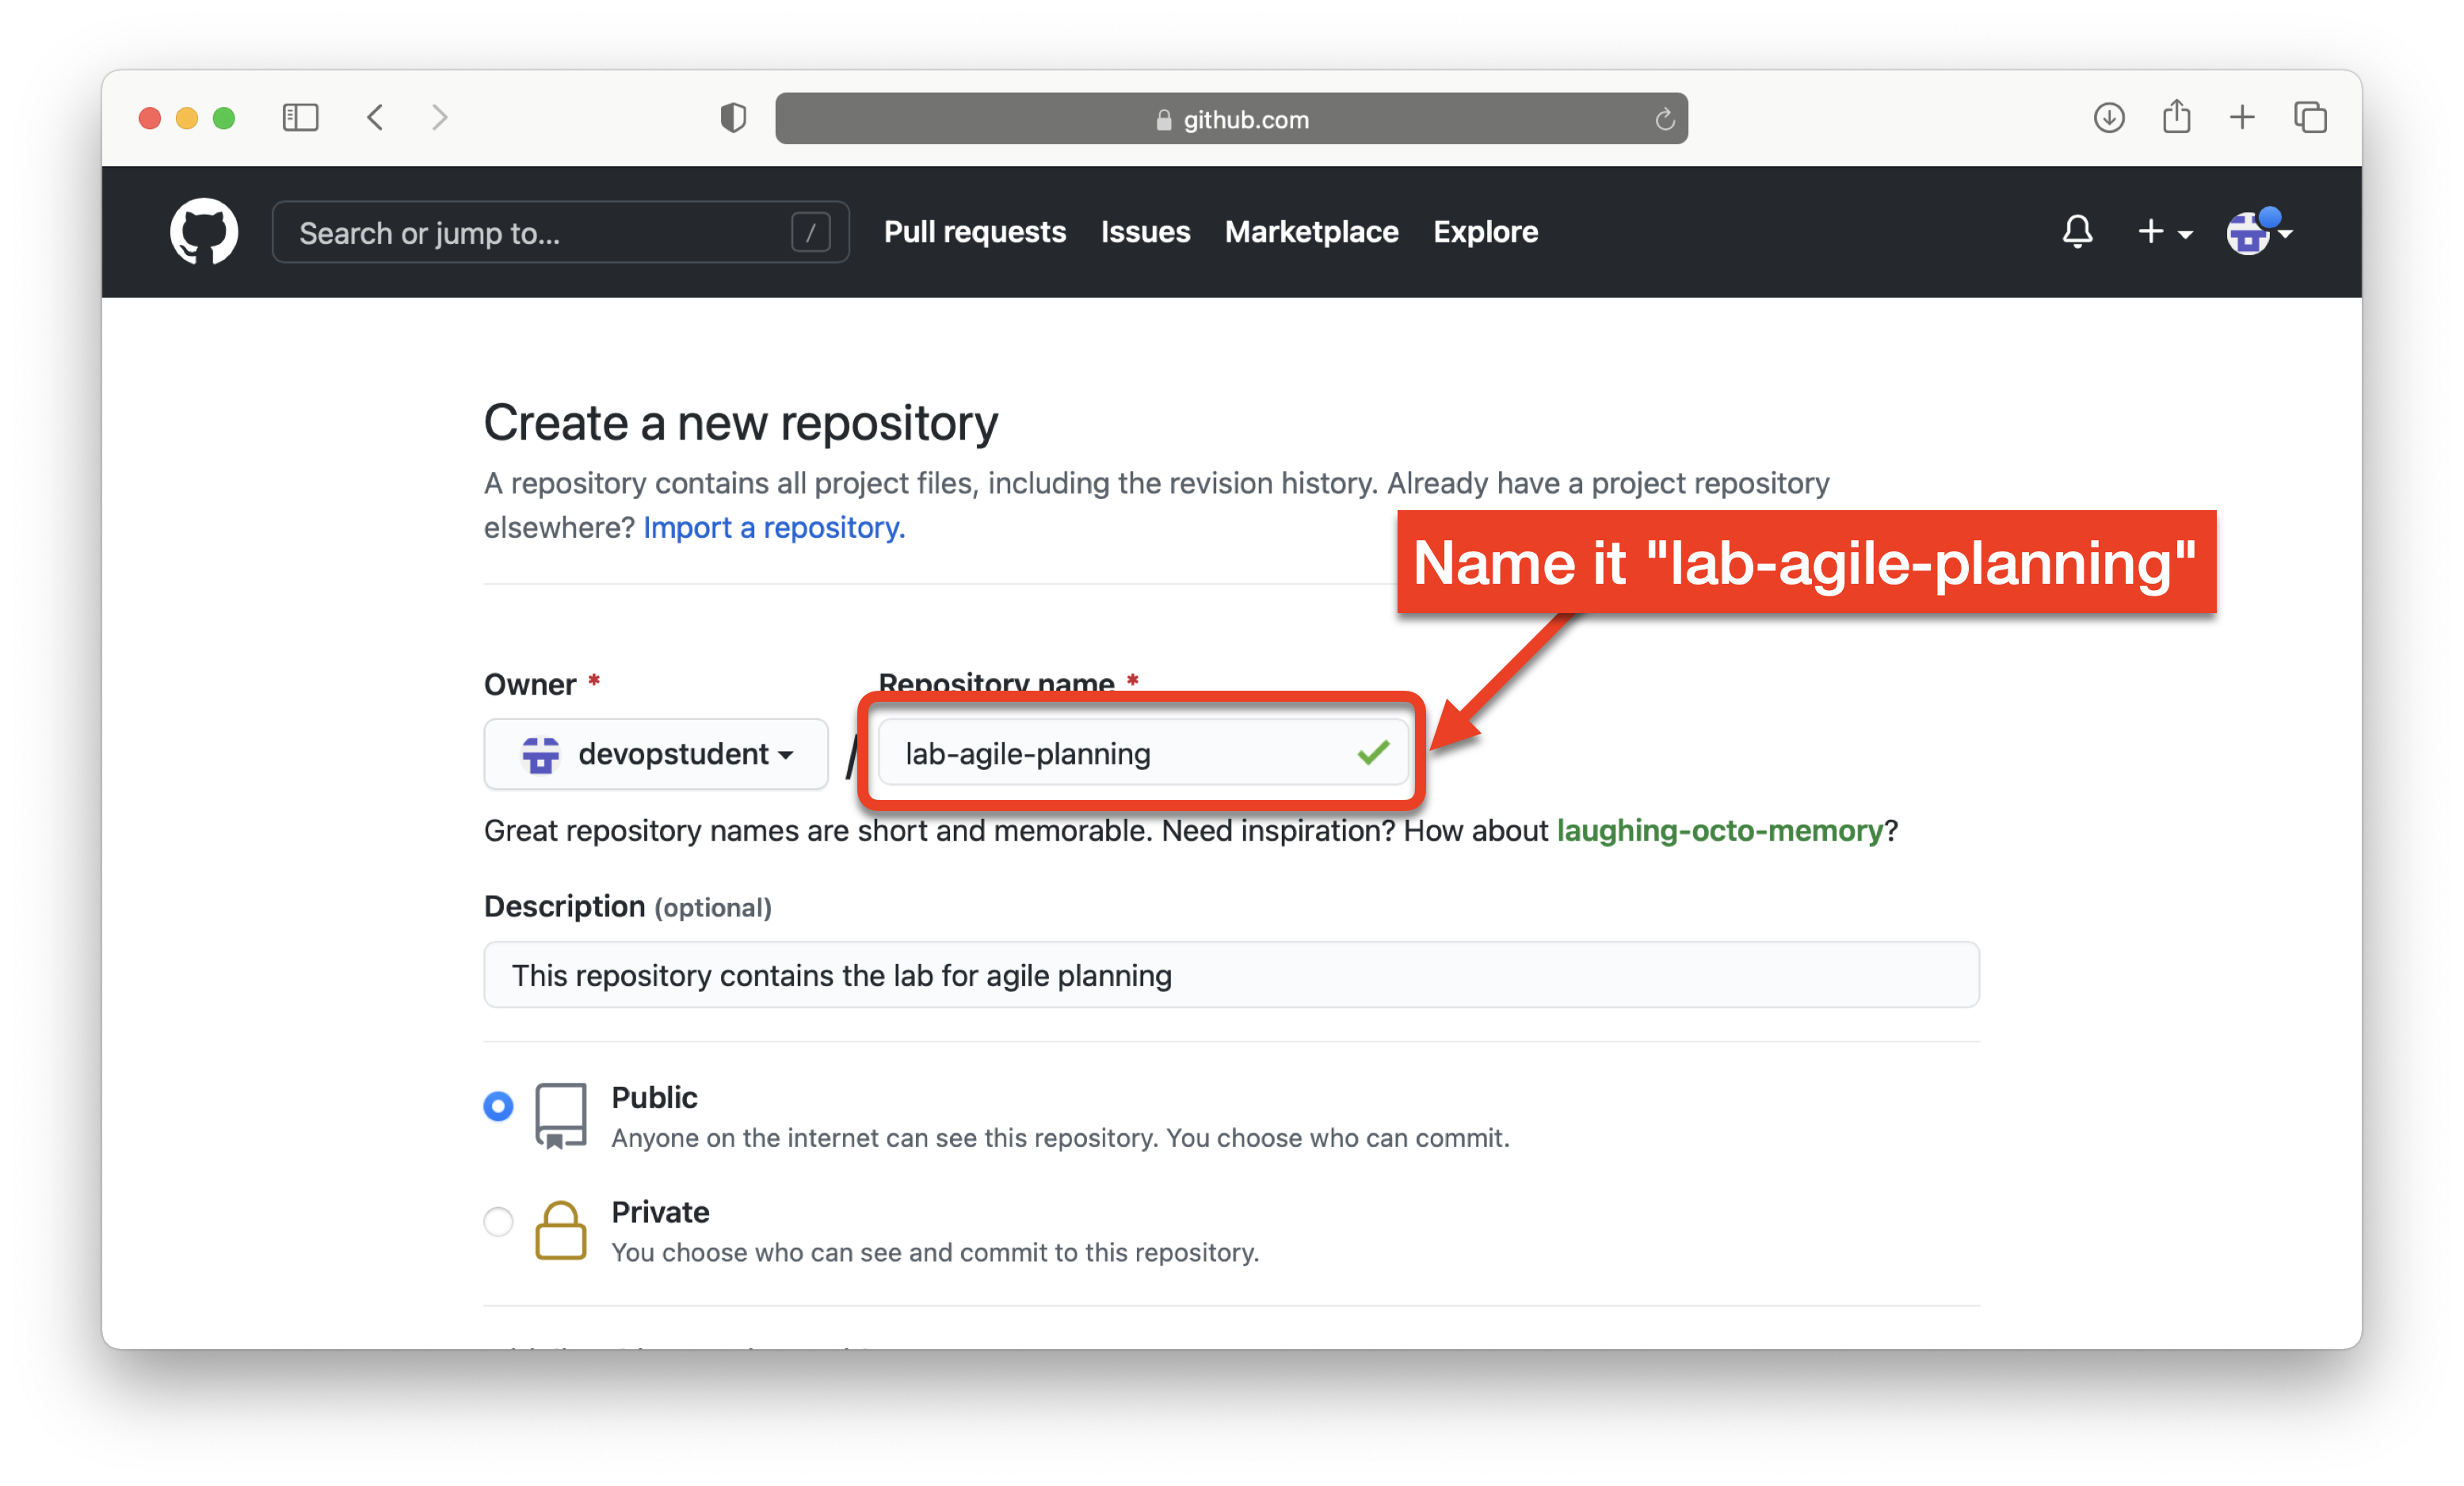 github.com
Search or jump to... /
Pull requests Issues Marketplace Explore
Create a new repository
A repository contains all project files, including the revision history. Already have a project repository
elsewhere? Import a repository.
Name it "lab-agile-planning"
Owner * Repository name *
devopstudent / lab-agile-planning
Great repository names are short and memorable. Need inspiration? How about laughing-octo-memory?
Description (optional)
This repository contains the lab for agile planning
Public
Anyone on the internet can see this repository. You choose who can commit.
Private
You choose who can see and commit to this repository.